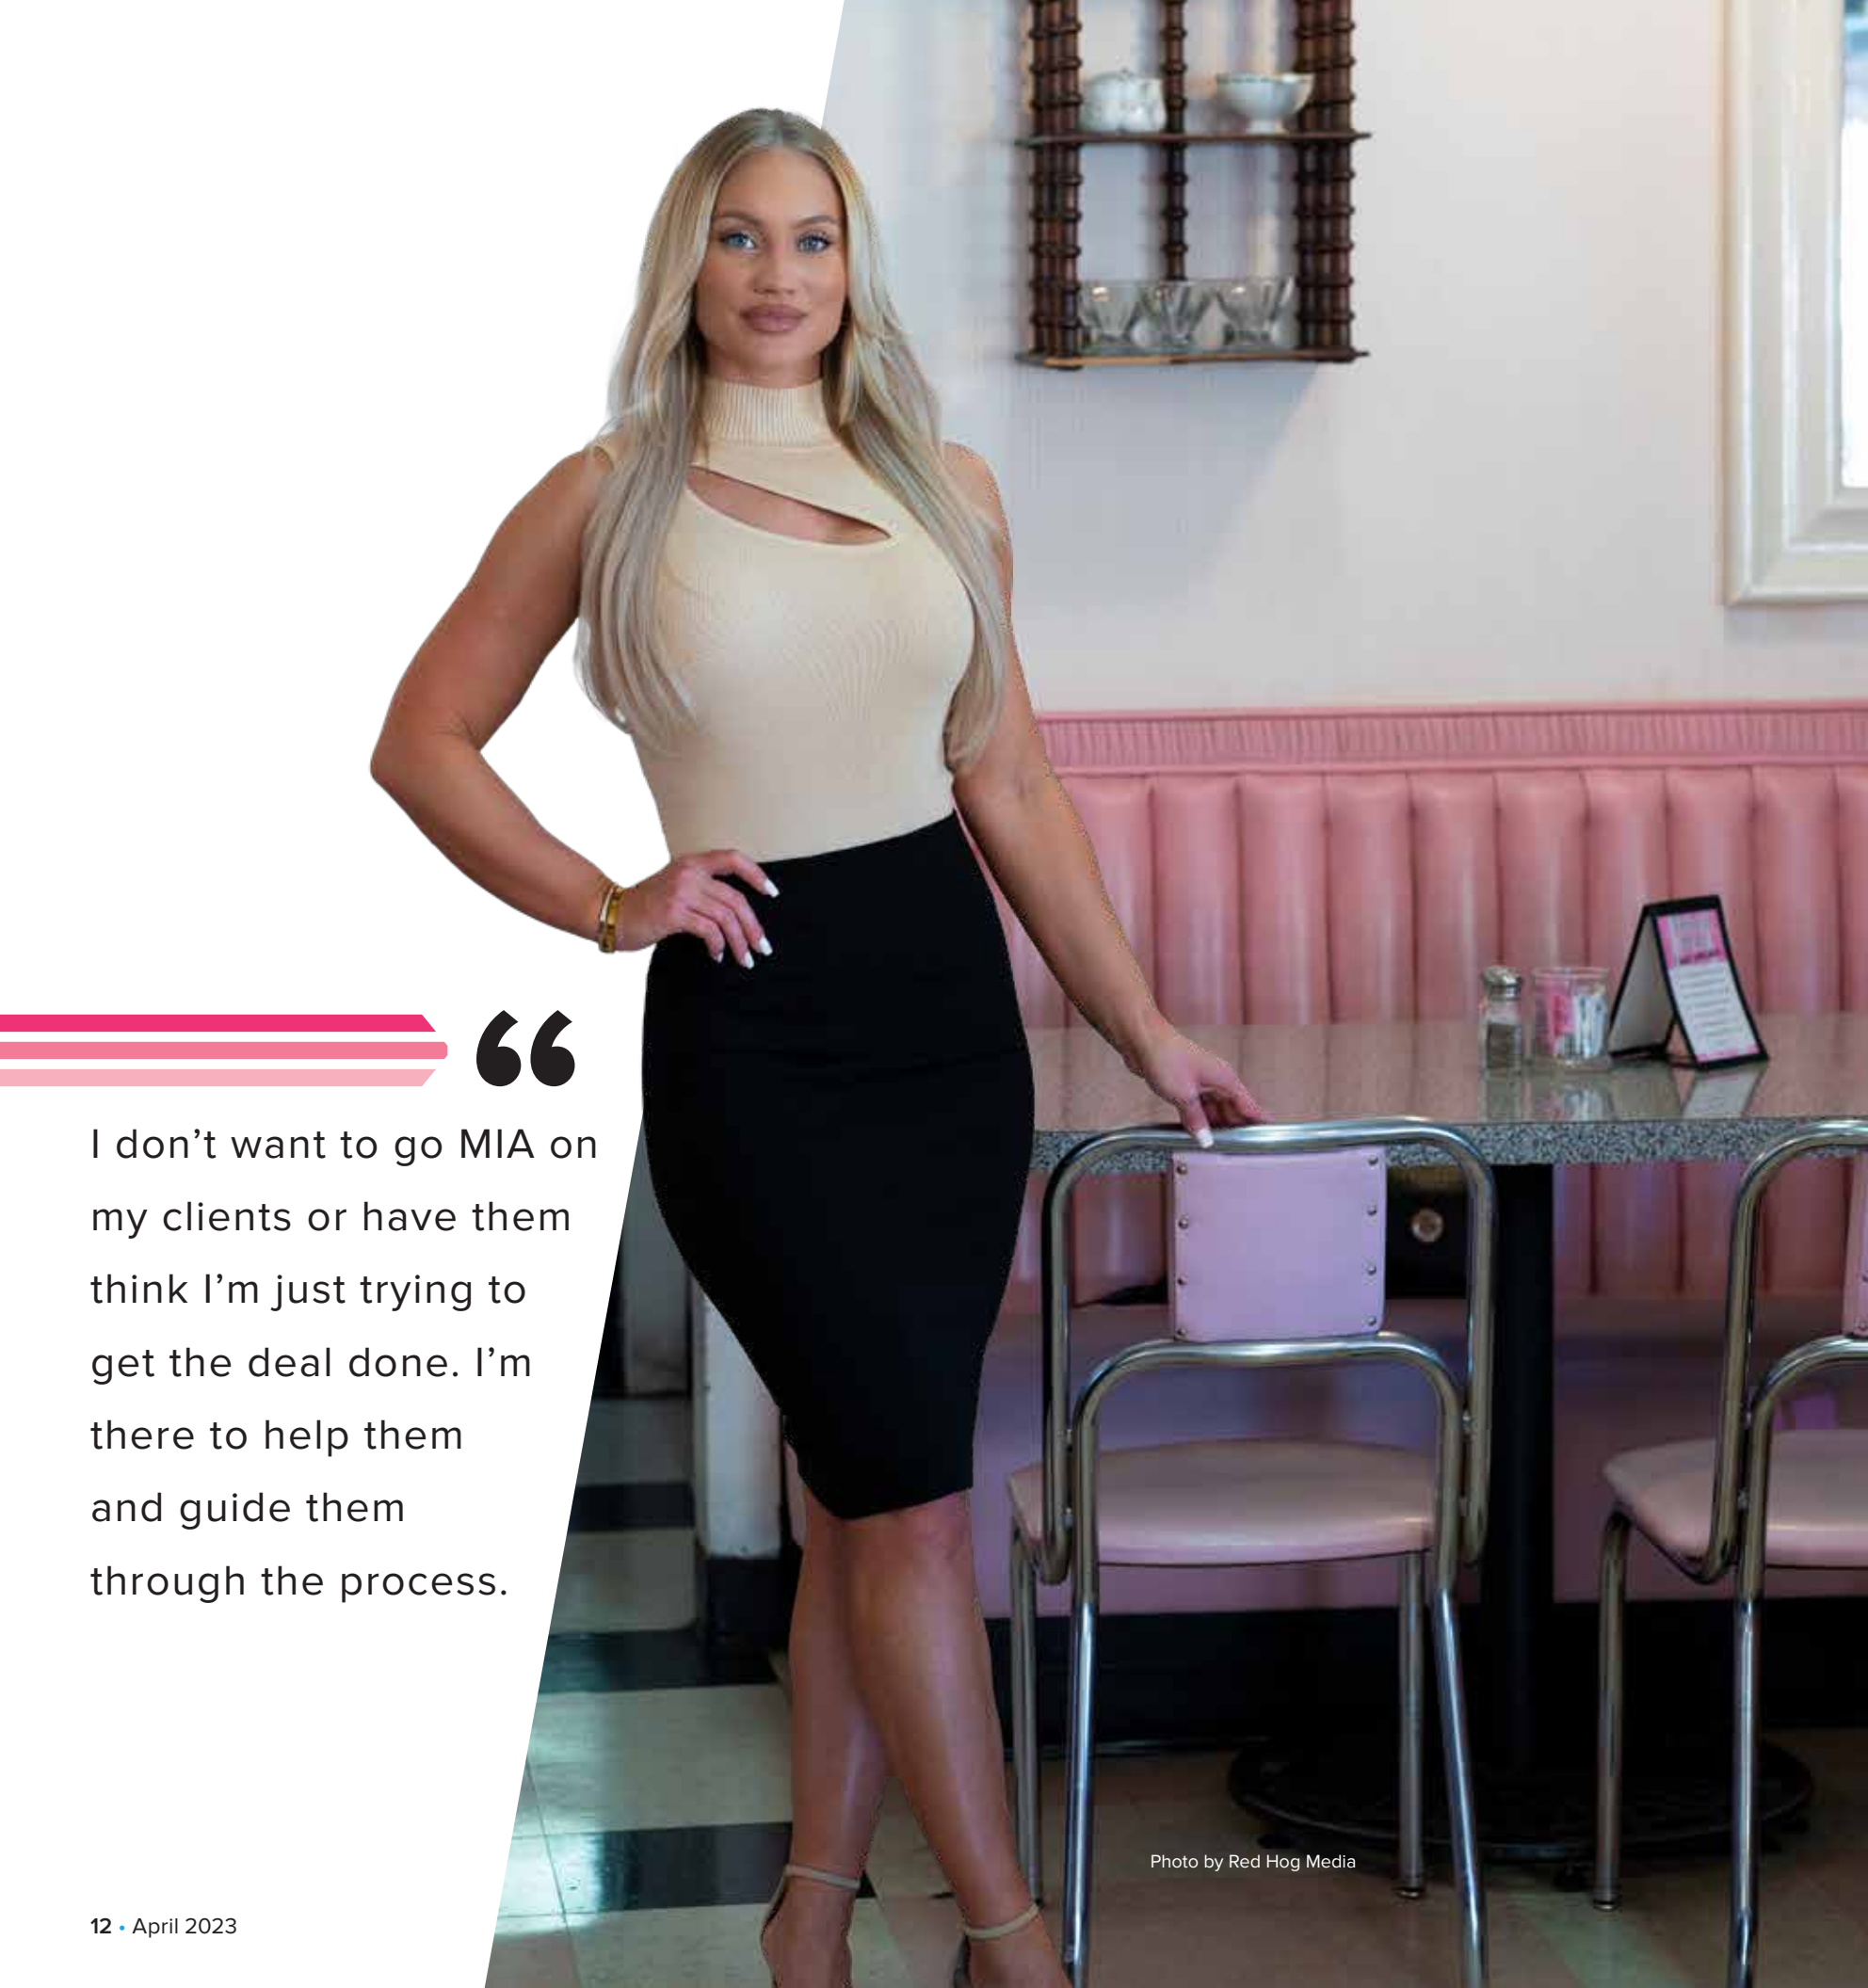 “
I don’t want to go MIA on
my clients or have them
think I’m just trying to
get the deal done. I’m
there to help them
and guide them
through the process.
Photo by Red Hog Media
12 • April 2023